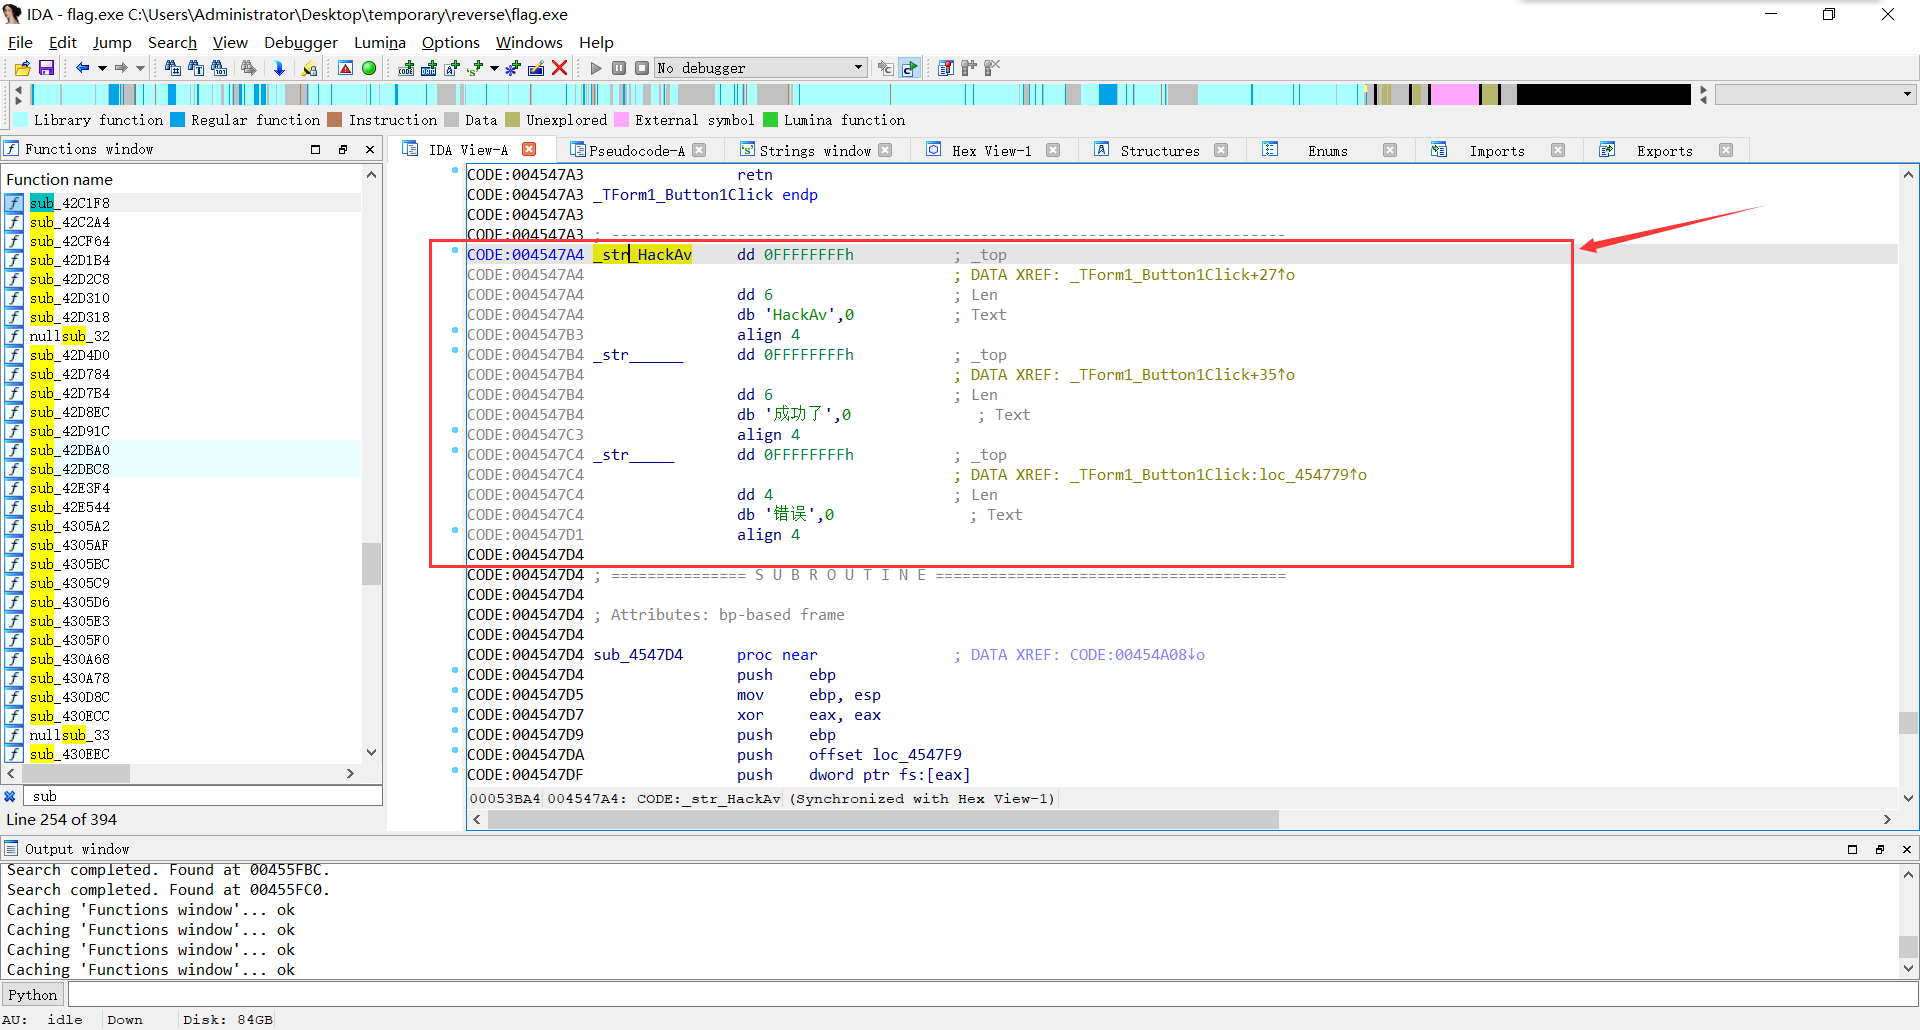 IDA - flag.exe C:\Users\Administrator\Desktop\temporary\reverse\flag.exe
File Edit Jump Search View Debugger Lumina Options Windows Help
No debugger
Library function Regular function Instruction Data Unexplored External symbol Lumina function
Functions window
IDA View-A Pseudocode-A Strings window Hex View-1 Structures Enums Imports Exports
Function name
sub_42C1F8
sub_42C2A4
sub_42CF64
sub_42D1B4
sub_42D2C8
sub_42D310
sub_42D318
nullsub_32
sub_42D4D0
sub_42D784
sub_42D7B4
sub_42D8EC
sub_42D91C
sub_42DBA0
sub_42DBC8
sub_42E3F4
sub_42E544
sub_4305A2
sub_4305AF
sub_4305BC
sub_4305C9
sub_4305D6
sub_4305E3
sub_4305F0
sub_430A68
sub_430A78
sub_430D8C
sub_430ECC
nullsub_33
sub_430EEC
sub
Line 254 of 394
CODE:004547A3 retn
CODE:004547A3 _TForm1_Button1Click endp
CODE:004547A3
CODE:004547A3 ; ---------------------------------------------------------------------------
CODE:004547A4 _str_HackAv dd 0FFFFFFFFh ; _top
CODE:004547A4 ; DATA XREF: _TForm1_Button1Click+27↑o
CODE:004547A4 dd 6 ; Len
CODE:004547A4 db 'HackAv',0 ; Text
CODE:004547B3 align 4
CODE:004547B4 _str______ dd 0FFFFFFFFh ; _top
CODE:004547B4 ; DATA XREF: _TForm1_Button1Click+35↑o
CODE:004547B4 dd 6 ; Len
CODE:004547B4 db '成功了',0 ; Text
CODE:004547C3 align 4
CODE:004547C4 _str_____ dd 0FFFFFFFFh ; _top
CODE:004547C4 ; DATA XREF: _TForm1_Button1Click:loc_454779↑o
CODE:004547C4 dd 4 ; Len
CODE:004547C4 db '错误',0 ; Text
CODE:004547D1 align 4
CODE:004547D4
CODE:004547D4 ; =============== S U B R O U T I N E =======================================
CODE:004547D4
CODE:004547D4 ; Attributes: bp-based frame
CODE:004547D4
CODE:004547D4 sub_4547D4 proc near ; DATA XREF: CODE:00454A08↓o
CODE:004547D4 push ebp
CODE:004547D5 mov ebp, esp
CODE:004547D7 xor eax, eax
CODE:004547D9 push ebp
CODE:004547DA push offset loc_4547F9
CODE:004547DF push dword ptr fs:[eax]
00053BA4 004547A4: CODE:_str_HackAv (Synchronized with Hex View-1)
Output window
Search completed. Found at 00455FBC.
Search completed. Found at 00455FC0.
Caching 'Functions window'... ok
Caching 'Functions window'... ok
Caching 'Functions window'... ok
Caching 'Functions window'... ok
Python
AU: idle Down Disk: 84GB